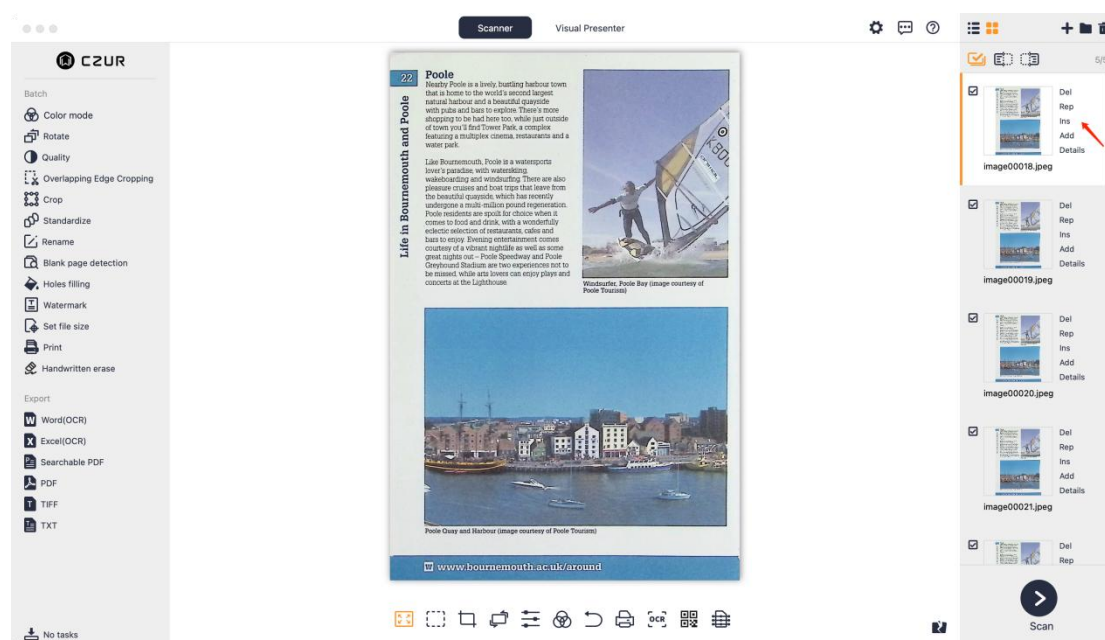 Scanner
Visual Presenter
CZUR
Batch
Color mode
Rotate
Quality
Overlapping Edge Cropping
Crop
Standardize
Rename
Blank page detection
Holes filling
Watermark
Set file size
Print
Handwritten erase
Export
W Word(OCR)
X Excel(OCR)
Searchable PDF
PDF
T TIFF
TXT
No tasks
22
Life in Bournemouth and Poole
Poole
Nearby Poole is a lively, bustling harbour town
that is home to the world's second largest
natural harbour and a beautiful quayside
with pubs and bars to explore. There's more
shopping to be had here too, while just outside
of town you'll find Tower Park, a complex
featuring a multiplex cinema, restaurants and a
water park.
Like Bournemouth, Poole is a watersports
lover's paradise, with waterskiing,
wakeboarding and windsurfing. There are also
pleasure cruises and boat trips that leave from
the beautiful quayside, which has recently
undergone a multi-million pound regeneration.
Poole residents are spoilt for choice when it
comes to food and drink, with a wonderfully
eclectic selection of restaurants, cafes and
bars to enjoy. Evening entertainment comes
courtesy of a vibrant nightlife as well as some
great nights out – Poole Speedway and Poole
Greyhound Stadium are two experiences not to
be missed, while arts lovers can enjoy plays and
concerts at the Lighthouse.
Windsurfer, Poole Bay (image courtesy of
Poole Tourism)
Poole Quay and Harbour (image courtesy of Poole Tourism)
W www.bournemouth.ac.uk/around
OCR
Del
Rep
Ins
Add
Details
image00018.jpeg
Del
Rep
Ins
Add
Details
image00019.jpeg
Del
Rep
Ins
Add
Details
image00020.jpeg
Del
Rep
Ins
Add
Details
image00021.jpeg
Del
Rep
Scan